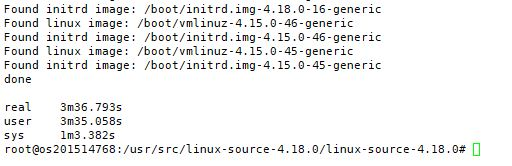 Found initrd image: /boot/initrd.img-4.18.0-16-generic
Found linux image: /boot/vmlinuz-4.15.0-46-generic
Found initrd image: /boot/initrd.img-4.15.0-46-generic
Found linux image: /boot/vmlinuz-4.15.0-45-generic
Found initrd image: /boot/initrd.img-4.15.0-45-generic
done
real 3m36.793s
user 3m35.058s
sys 1m3.382s
root@os201514768:/usr/src/linux-source-4.18.0/linux-source-4.18.0#